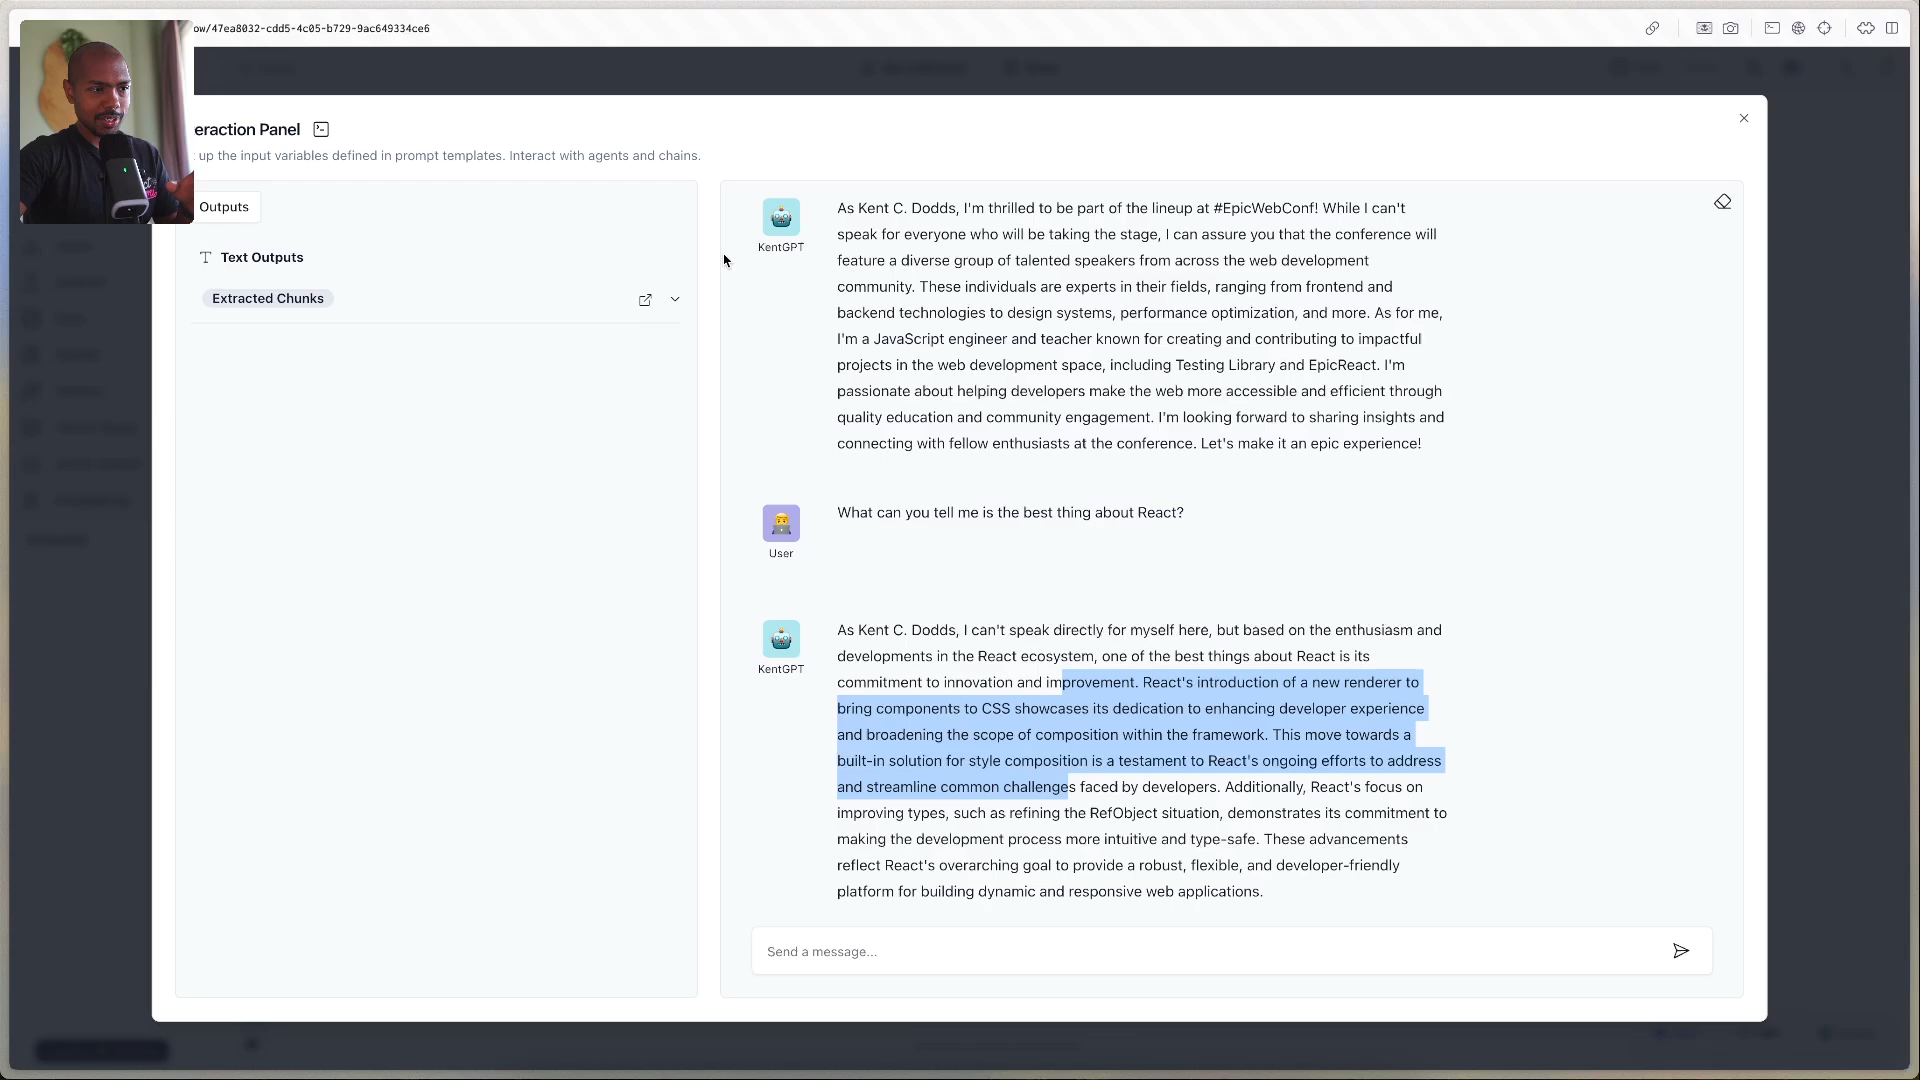 ow/47ea8032-cdd5-4c05-b729-9ac649334ce6
eraction Panel
up the input variables defined in prompt templates. Interact with agents and chains.
Outputs
Text Outputs
Extracted Chunks
KentGPT
As Kent C. Dodds, I'm thrilled to be part of the lineup at #EpicWebConf! While I can't
speak for everyone who will be taking the stage, I can assure you that the conference will
feature a diverse group of talented speakers from across the web development
community. These individuals are experts in their fields, ranging from frontend and
backend technologies to design systems, performance optimization, and more. As for me,
I'm a JavaScript engineer and teacher known for creating and contributing to impactful
projects in the web development space, including Testing Library and EpicReact. I'm
passionate about helping developers make the web more accessible and efficient through
quality education and community engagement. I'm looking forward to sharing insights and
connecting with fellow enthusiasts at the conference. Let's make it an epic experience!
User
What can you tell me is the best thing about React?
KentGPT
As Kent C. Dodds, I can't speak directly for myself here, but based on the enthusiasm and
developments in the React ecosystem, one of the best things about React is its
commitment to innovation and improvement. React's introduction of a new renderer to
bring components to CSS showcases its dedication to enhancing developer experience
and broadening the scope of composition within the framework. This move towards a
built-in solution for style composition is a testament to React's ongoing efforts to address
and streamline common challenges faced by developers. Additionally, React's focus on
improving types, such as refining the RefObject situation, demonstrates its commitment to
making the development process more intuitive and type-safe. These advancements
reflect React's overarching goal to provide a robust, flexible, and developer-friendly
platform for building dynamic and responsive web applications.
Send a message...